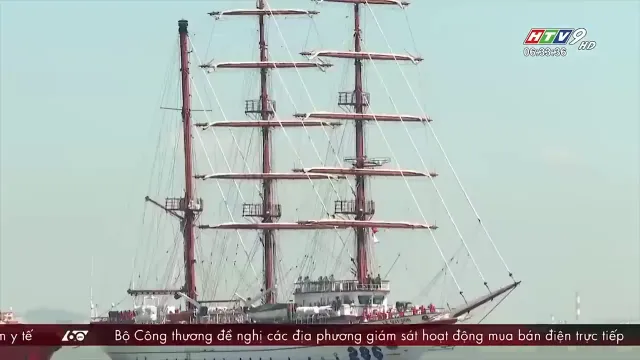 HTV9 HD
06:33:36
m y tế
60
Bộ Công thương đề nghị các địa phương giám sát hoạt động mua bán điện trực tiếp
286